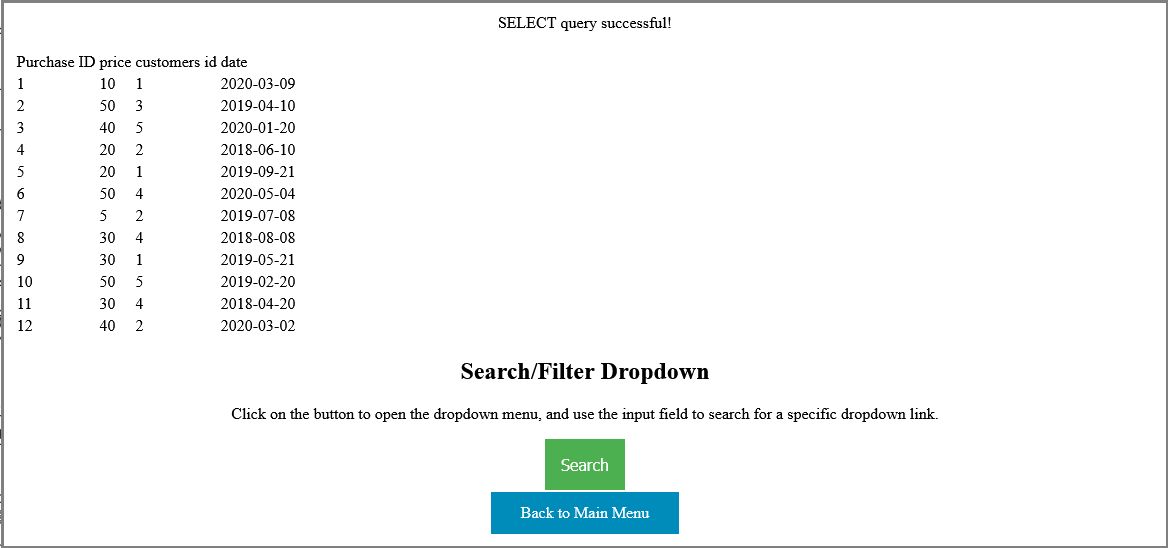 SELECT query successful!
Purchase ID price customers id date
1 10 1 2020-03-09
2 50 3 2019-04-10
3 40 5 2020-01-20
4 20 2 2018-06-10
5 20 1 2019-09-21
6 50 4 2020-05-04
7 5 2 2019-07-08
8 30 4 2018-08-08
9 30 1 2019-05-21
10 50 5 2019-02-20
11 30 4 2018-04-20
12 40 2 2020-03-02
Search/Filter Dropdown
Click on the button to open the dropdown menu, and use the input field to search for a specific dropdown link.
Search
Back to Main Menu